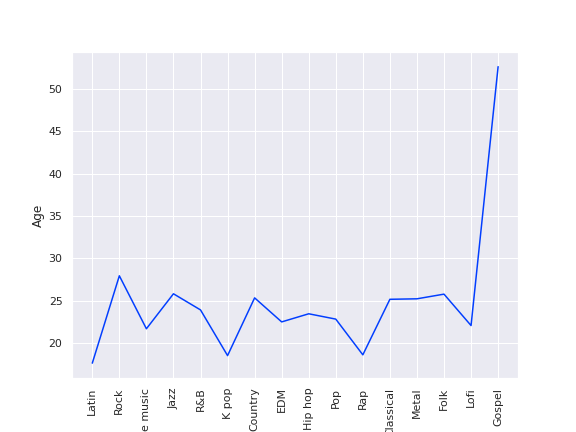 50
45
40
35
30
25
20
Age
Latin
Rock
e music
Jazz
R&B
K pop
Country
EDM
Hip hop
Pop
Rap
Classical
Metal
Folk
Lofi
Gospel